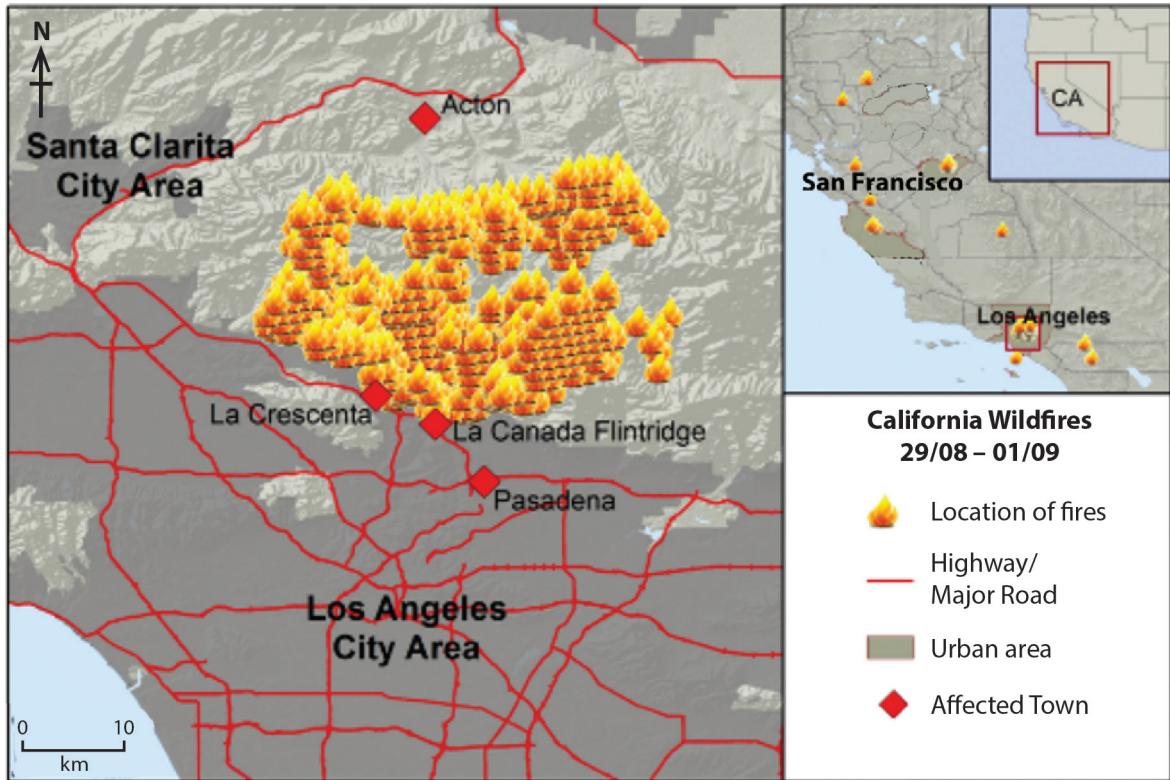 N
Acton
Santa Clarita
City Area
La Crescenta
La Canada Flintridge
Pasadena
Los Angeles
City Area
0 10
km
CA
San Francisco
Los Angeles
California Wildfires
29/08 – 01/09
Location of fires
Highway/
Major Road
Urban area
Affected Town